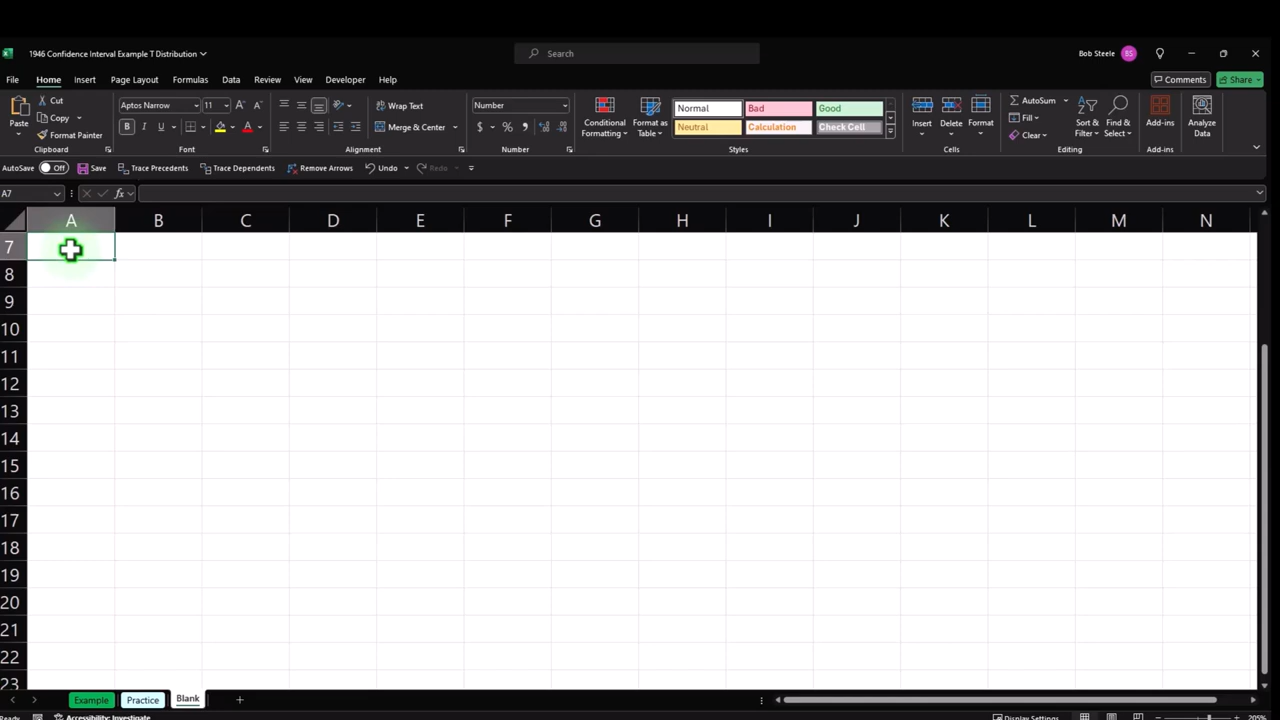 1946 Confidence Interval Example T Distribution
Search
Bob Steele BS
File Home Insert Page Layout Formulas Data Review View Developer Help
Comments Share
Paste
Cut
Copy
Format Painter
Clipboard
Aptos Narrow 11 A A
B I U A
Font
Wrap Text
Merge & Center
Alignment
Number
$ % ,
Number
Conditional Formatting
Format as Table
Normal Bad Good
Neutral Calculation Check Cell
Styles
Insert Delete Format
Cells
AutoSum
Fill
Clear
Sort & Filter
Find & Select
Editing
Add-ins
Add-ins
Analyze Data
AutoSave Off Save Trace Precedents Trace Dependents Remove Arrows Undo Redo
A7 fx
A B C D E F G H I J K L M N
7
8
9
10
11
12
13
14
15
16
17
18
19
20
21
22
23
Example Practice Blank
Ready Accessibility: Investigate Display Settings 205%